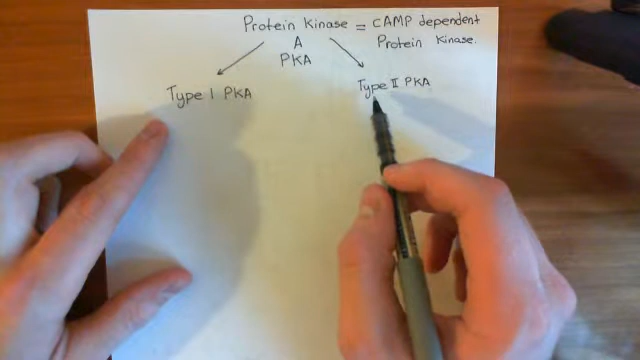 Protein kinase = cAMP dependent
A Protein Kinase.
PKA
Type I PKA Type II PKA